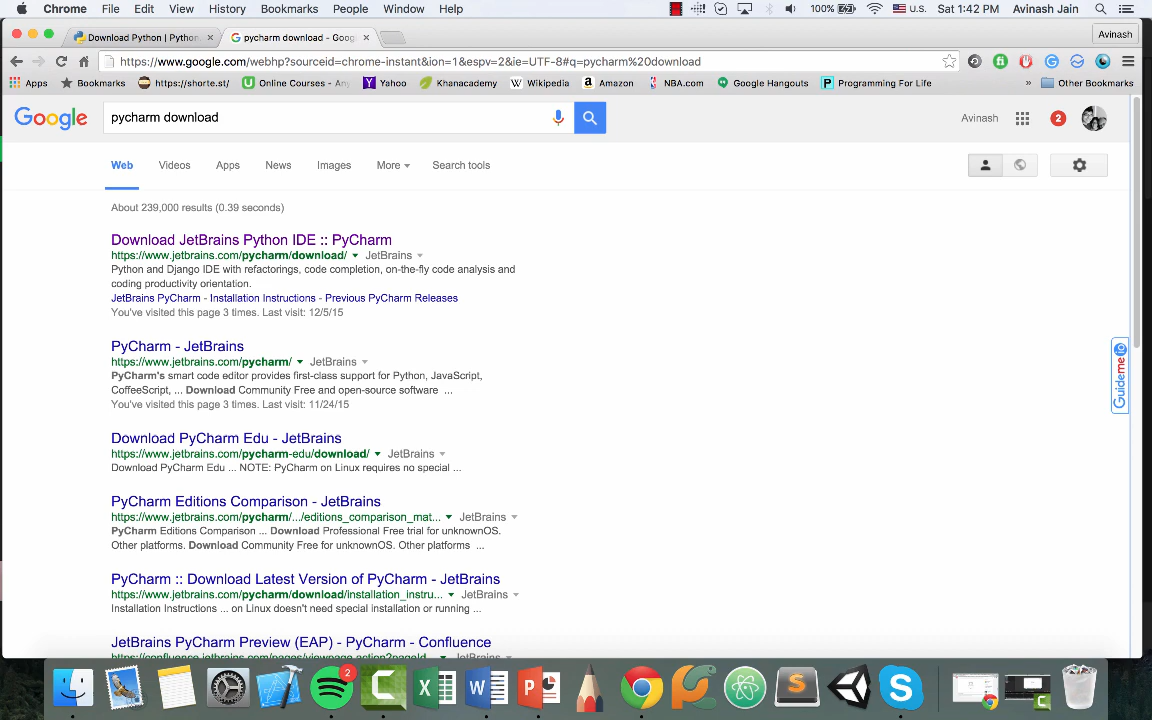 Chrome File Edit View History Bookmarks People Window Help 100% U.S. Sat 1:42 PM Avinash Jain
Download Python | Python. pycharm download - Goog Avinash
https://www.google.com/webhp?sourceid=chrome-instant&ion=1&espv=2&ie=UTF-8#q=pycharm%20download
Apps Bookmarks https://shorte.st/ Online Courses - Any Yahoo Khanacademy Wikipedia Amazon NBA.com Google Hangouts Programming For Life » Other Bookmarks
Google pycharm download Avinash 2
Web Videos Apps News Images More Search tools
About 239,000 results (0.39 seconds)
Download JetBrains Python IDE :: PyCharm
https://www.jetbrains.com/pycharm/download/ JetBrains
Python and Django IDE with refactorings, code completion, on-the-fly code analysis and
coding productivity orientation.
JetBrains PyCharm - Installation Instructions - Previous PyCharm Releases
You've visited this page 3 times. Last visit: 12/5/15
PyCharm - JetBrains
https://www.jetbrains.com/pycharm/ JetBrains
PyCharm's smart code editor provides first-class support for Python, JavaScript,
CoffeeScript, ... Download Community Free and open-source software ...
You've visited this page 3 times. Last visit: 11/24/15
Guideme
Download PyCharm Edu - JetBrains
https://www.jetbrains.com/pycharm-edu/download/ JetBrains
Download PyCharm Edu ... NOTE: PyCharm on Linux requires no special ...
PyCharm Editions Comparison - JetBrains
https://www.jetbrains.com/pycharm/.../editions_comparison_mat... JetBrains
PyCharm Editions Comparison ... Download Professional Free trial for unknownOS.
Other platforms. Download Community Free for unknownOS. Other platforms ...
PyCharm :: Download Latest Version of PyCharm - JetBrains
https://www.jetbrains.com/pycharm/download/installation_instru... JetBrains
Installation Instructions ... on Linux doesn't need special installation or running ...
JetBrains PyCharm Preview (EAP) - PyCharm - Confluence
https://confluence.jetbrains.com/pages/viewpage.action?pageId... JetBrains
2